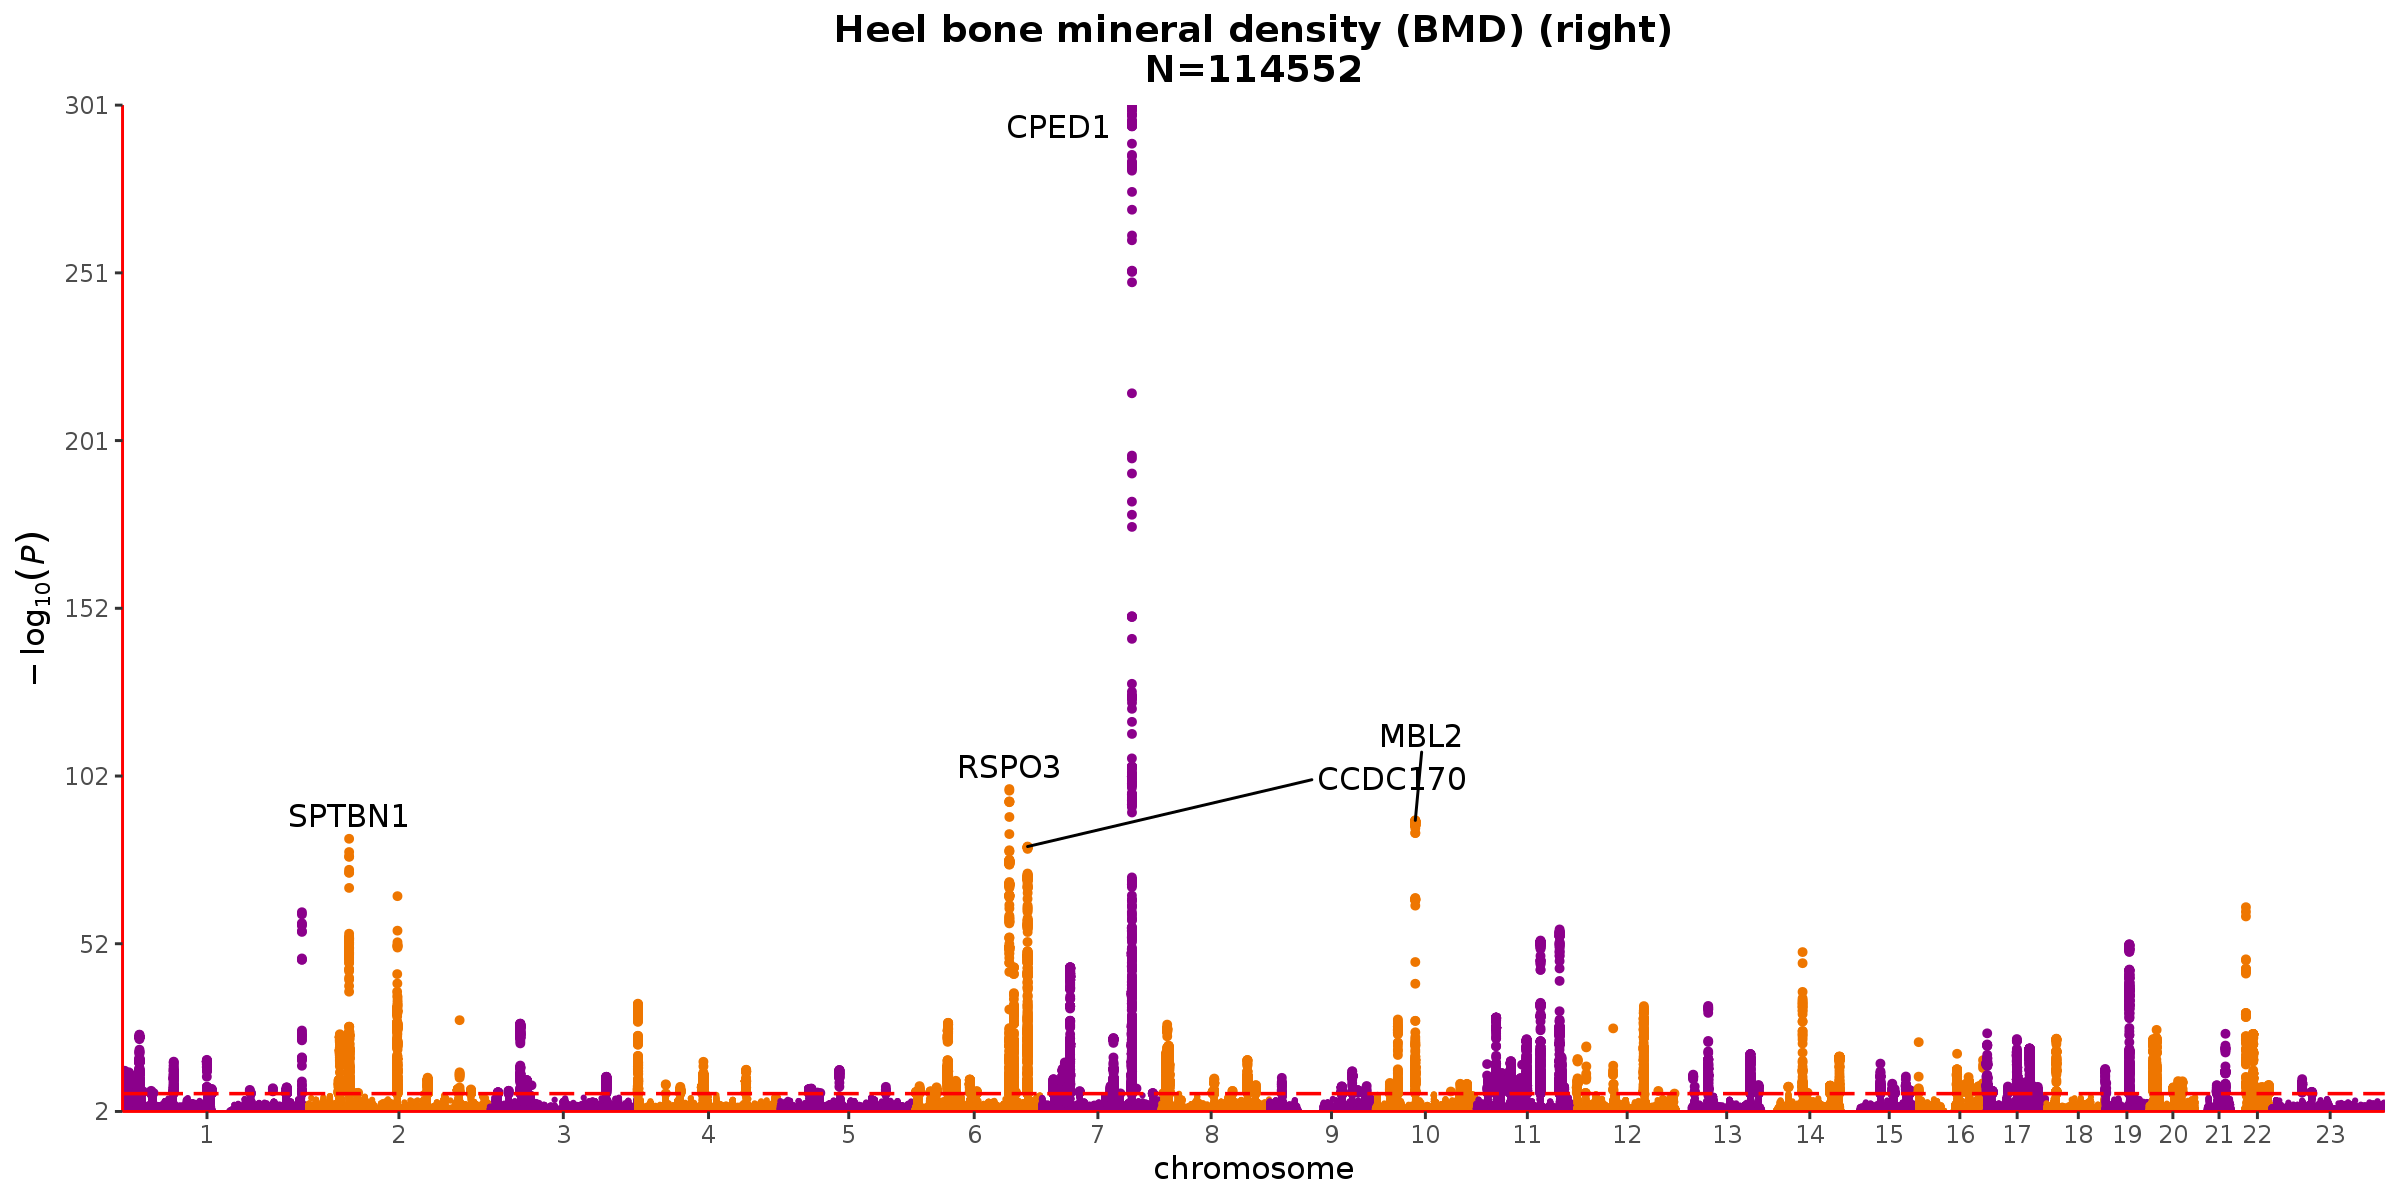 Heel bone mineral density (BMD) (right)
N=114552
301
251
201
152
102
52
2
−log10(P)
CPED1
MBL2
RSPO3
CCDC170
SPTBN1
1 2 3 4 5 6 7 8 9 10 11 12 13 14 15 16 17 18 19 20 21 22 23
chromosome